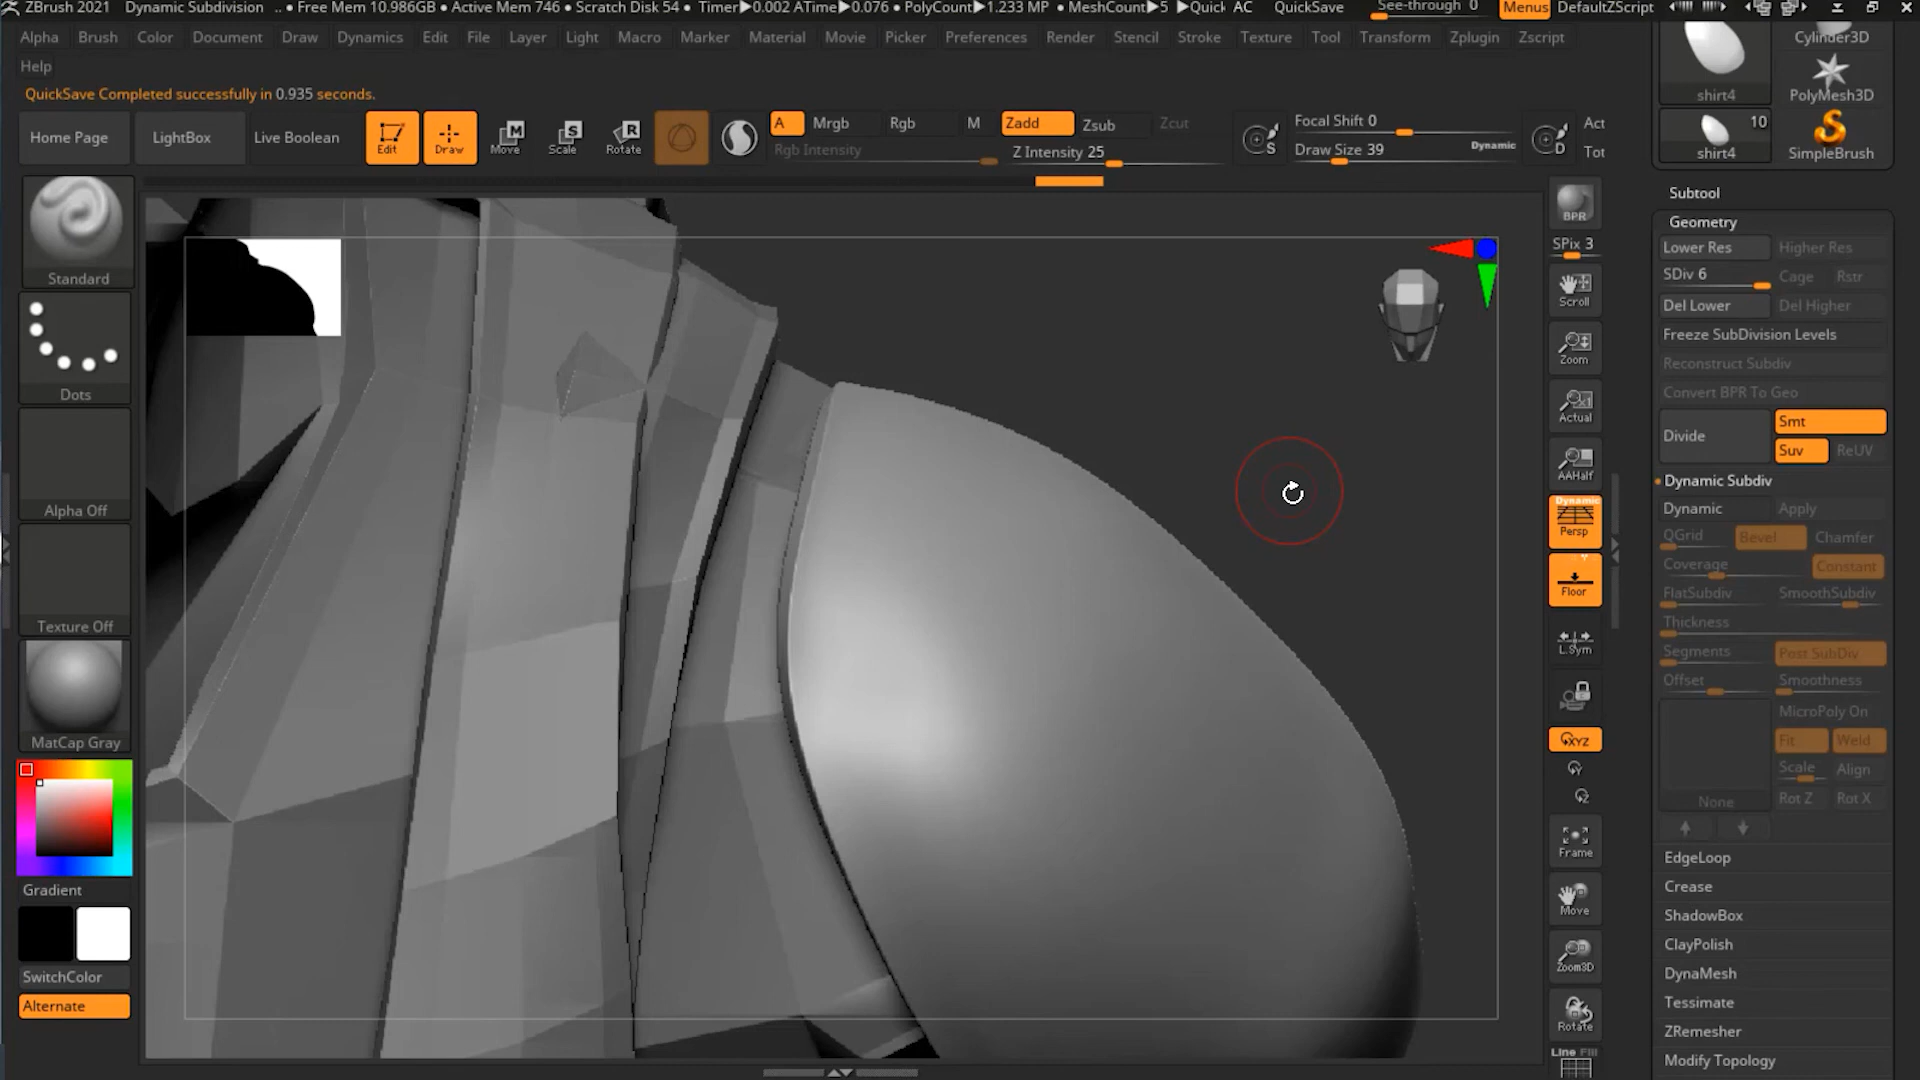 ZBrush 2021 Dynamic Subdivision .. • Free Mem 10.986GB • Active Mem 746 • Scratch Disk 54 • Timer▶0.002 ATime▶0.076 • PolyCount▶1.233 MP • MeshCount▶5 ▶Quick AC QuickSave See-through 0 Menus DefaultZScript
Alpha Brush Color Document Draw Dynamics Edit File Layer Light Macro Marker Material Movie Picker Preferences Render Stencil Stroke Texture Tool Transform Zplugin Zscript
Help
QuickSave Completed successfully in 0.935 seconds.
Home Page LightBox Live Boolean Edit Draw Move Scale Rotate
M S R
A Mrgb Rgb M Zadd Zsub Zcut
Rgb Intensity Z Intensity 25
S Focal Shift 0 D Act
Draw Size 39 Dynamic Tot
Cylinder3D
shirt4 PolyMesh3D
10
shirt4 SimpleBrush
Standard
Dots
Alpha Off
Texture Off
MatCap Gray
Gradient
SwitchColor
Alternate
BPR
SPix 3
Scroll
Zoom
Actual
AAHalf
Dynamic
Persp
Floor
L.Sym
XYZ
Y
Z
Frame
Move
Zoom3D
Rotate
Line Fill
Subtool
Geometry
Lower Res Higher Res
SDiv 6 Cage Rstr
Del Lower Del Higher
Freeze SubDivision Levels
Reconstruct Subdiv
Convert BPR To Geo
Divide Smt
Suv ReUV
Dynamic Subdiv
Dynamic Apply
QGrid Bevel Chamfer
Coverage Constant
FlatSubdiv SmoothSubdiv
Thickness
Segments Post SubDiv
Offset Smoothness
MicroPoly On
Fit Weld
Scale Align
None Rot Z Rot X
EdgeLoop
Crease
ShadowBox
ClayPolish
DynaMesh
Tessimate
ZRemesher
Modify Topology